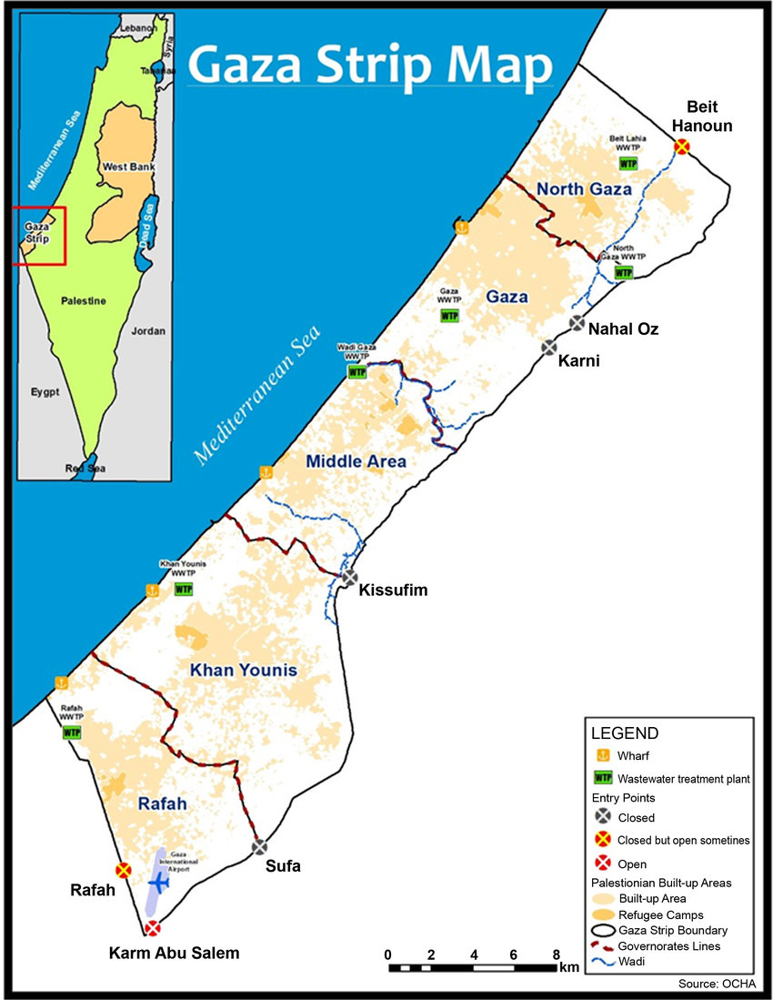 Gaza Strip Map
Lebanon
Syria
Mediterranean Sea
West Bank
Gaza
Strip
Dead Sea
Palestine
Jordan
Eygpt
Red Sea
Beit
Hanoun
Beit Lahia
WWTP
WTP
North Gaza
North
Gaza WWTP
WTP
Gaza
WWTP
WTP
Gaza
Nahal Oz
Karni
Wadi Gaza
WWTP
WTP
Mediterranean Sea
Middle Area
Kissufim
Khan Younis
WWTP
WTP
Khan Younis
Rafah
WWTP
WTP
Rafah
Gaza
International
Airport
Sufa
Rafah
Karm Abu Salem
0 2 4 6 8
km
LEGEND
Wharf
WTP Wastewater treatment plant
Entry Points
Closed
Closed but open sometines
Open
Palestonian Built-up Areas
Built-up Area
Refugee Camps
Gaza Strip Boundary
Governorates Lines
Wadi
Source: OCHA